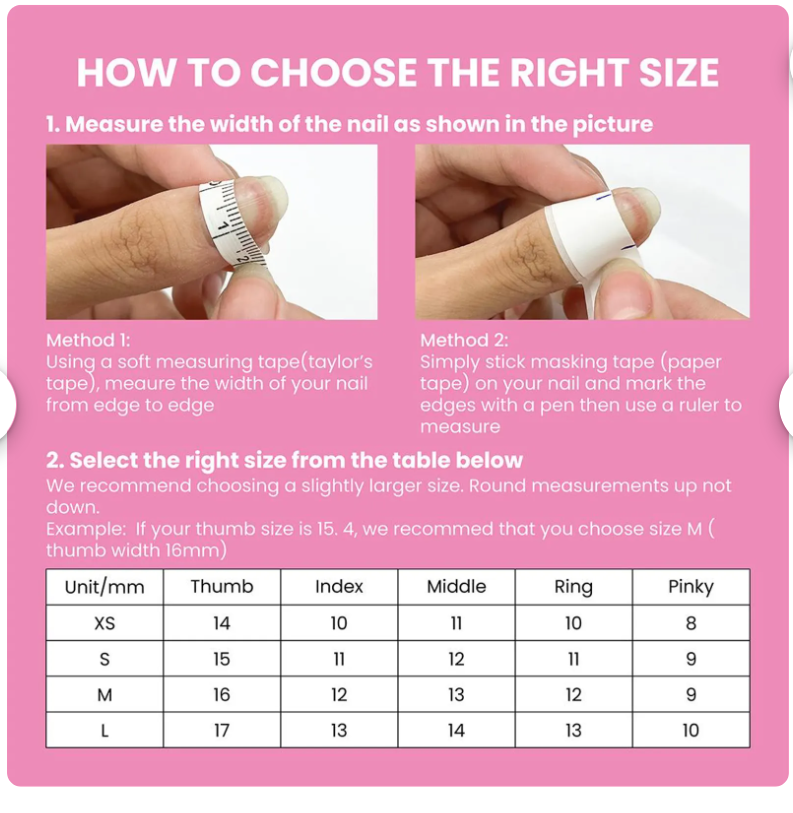 HOW TO CHOOSE THE RIGHT SIZE
1. Measure the width of the nail as shown in the picture
0
1
2
Method 1:
Using a soft measuring tape(taylor's
tape), meaure the width of your nail
from edge to edge
Method 2:
Simply stick masking tape (paper
tape) on your nail and mark the
edges with a pen then use a ruler to
measure
2. Select the right size from the table below
We recommend choosing a slightly larger size. Round measurements up not
down.
Example: If your thumb size is 15. 4, we recommed that you choose size M (
thumb width 16mm)
Unit/mm Thumb Index Middle Ring Pinky
XS 14 10 11 10 8
S 15 11 12 11 9
M 16 12 13 12 9
L 17 13 14 13 10